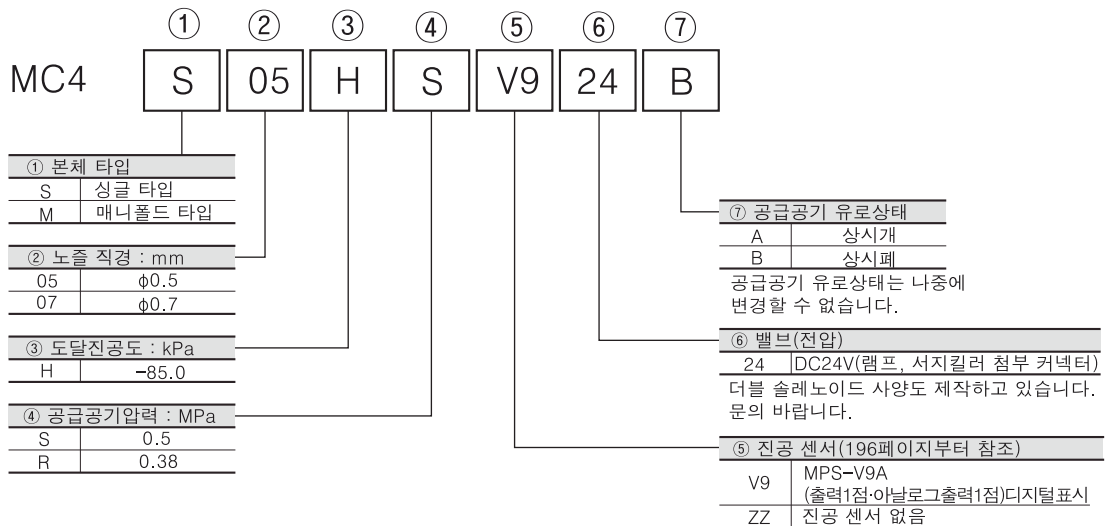 ① ② ③ ④ ⑤ ⑥ ⑦
MC4 S 05 H S V9 24 B
① 본체 타입
S 싱글 타입
M 매니폴드 타입
② 노즐 직경 : mm
05 ϕ0.5
07 ϕ0.7
③ 도달진공도 : kPa
H −85.0
④ 공급공기압력 : MPa
S 0.5
R 0.38
⑦ 공급공기 유로상태
A 상시개
B 상시폐
공급공기 유로상태는 나중에
변경할 수 없습니다.
⑥ 밸브(전압)
24 DC24V(램프, 서지킬러 첨부 커넥터)
더블 솔레노이드 사양도 제작하고 있습니다.
문의 바랍니다.
⑤ 진공 센서(196페이지부터 참조)
V9 MPS−V9A
(출력1점·아날로그출력1점)디지털표시
ZZ 진공 센서 없음